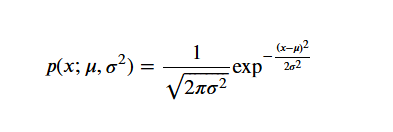 p(x; μ, σ²) = 1/√(2πσ²) exp^(−(x−μ)²/(2σ²))